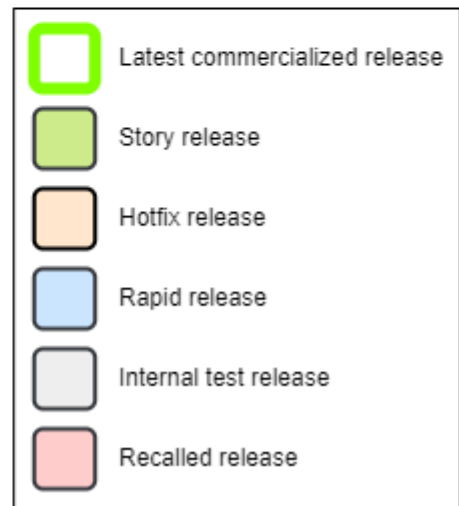 Latest commercialized release
Story release
Hotfix release
Rapid release
Internal test release
Recalled release